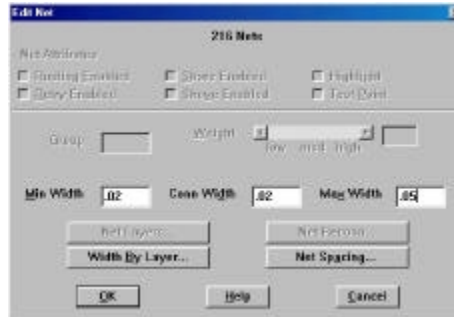 Edit Net
216 Nets
Net Attributes
Routing Enabled Shove Enabled Highlight
Retry Enabled Enabled Test Point
Group Weight
low med high
Min Width .02 Conn Width .02 Max Width .05
Net Layers... Net Reconn...
Width By Layer... Net Spacing...
OK Help Cancel